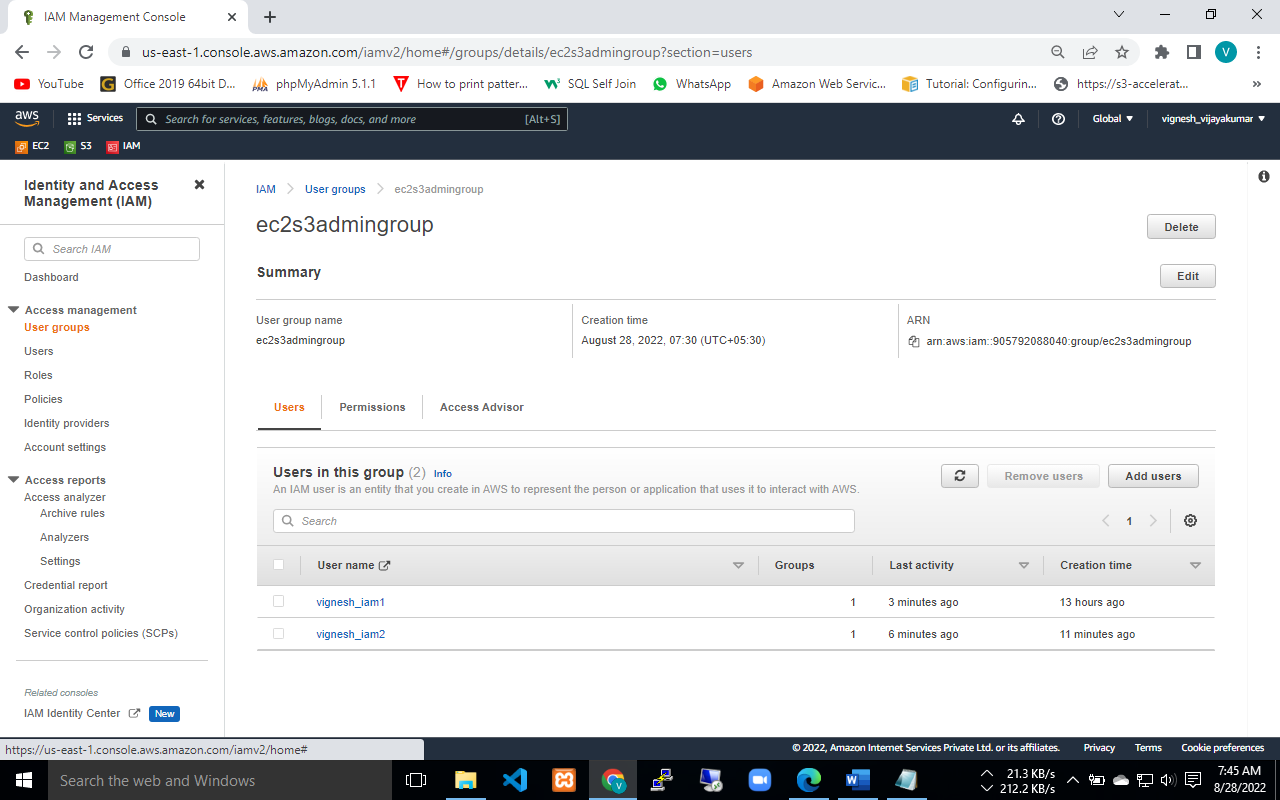 IAM Management Console
us-east-1.console.aws.amazon.com/iamv2/home#/groups/details/ec2s3admingroup?section=users
V
YouTube
Office 2019 64bit D...
phpMyAdmin 5.1.1
How to print patter...
SQL Self Join
WhatsApp
Amazon Web Servic...
Tutorial: Configurin...
https://s3-accelerat...
aws
Services
Search for services, features, blogs, docs, and more
[Alt+S]
Global
vignesh_vijayakumar
EC2
S3
IAM
Identity and Access
Management (IAM)
Search IAM
Dashboard
Access management
User groups
Users
Roles
Policies
Identity providers
Account settings
Access reports
Access analyzer
Archive rules
Analyzers
Settings
Credential report
Organization activity
Service control policies (SCPs)
Related consoles
IAM Identity Center
New
IAM
User groups
ec2s3admingroup
ec2s3admingroup
Delete
Summary
Edit
User group name
ec2s3admingroup
Creation time
August 28, 2022, 07:30 (UTC+05:30)
ARN
arn:aws:iam::905792088040:group/ec2s3admingroup
Users
Permissions
Access Advisor
Users in this group (2) Info
An IAM user is an entity that you create in AWS to represent the person or application that uses it to interact with AWS.
Remove users
Add users
Search
1
User name
Groups
Last activity
Creation time
vignesh_iam1
1
3 minutes ago
13 hours ago
vignesh_iam2
1
6 minutes ago
11 minutes ago
https://us-east-1.console.aws.amazon.com/iamv2/home#
© 2022, Amazon Internet Services Private Ltd. or its affiliates.
Privacy
Terms
Cookie preferences
Search the web and Windows
21.3 KB/s
212.2 KB/s
7:45 AM
8/28/2022